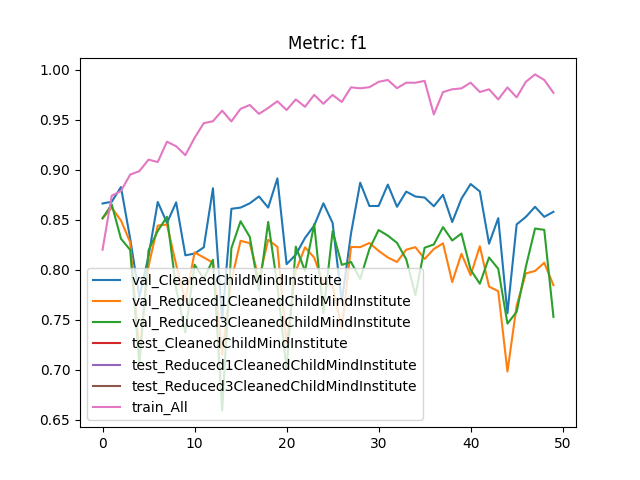 Metric: f1
1.00
0.95
0.90
0.85
0.80
0.75
0.70
0.65
val_CleanedChildMindInstitute
val_Reduced1CleanedChildMindInstitute
val_Reduced3CleanedChildMindInstitute
test_CleanedChildMindInstitute
test_Reduced1CleanedChildMindInstitute
test_Reduced3CleanedChildMindInstitute
train_All
0 10 20 30 40 50